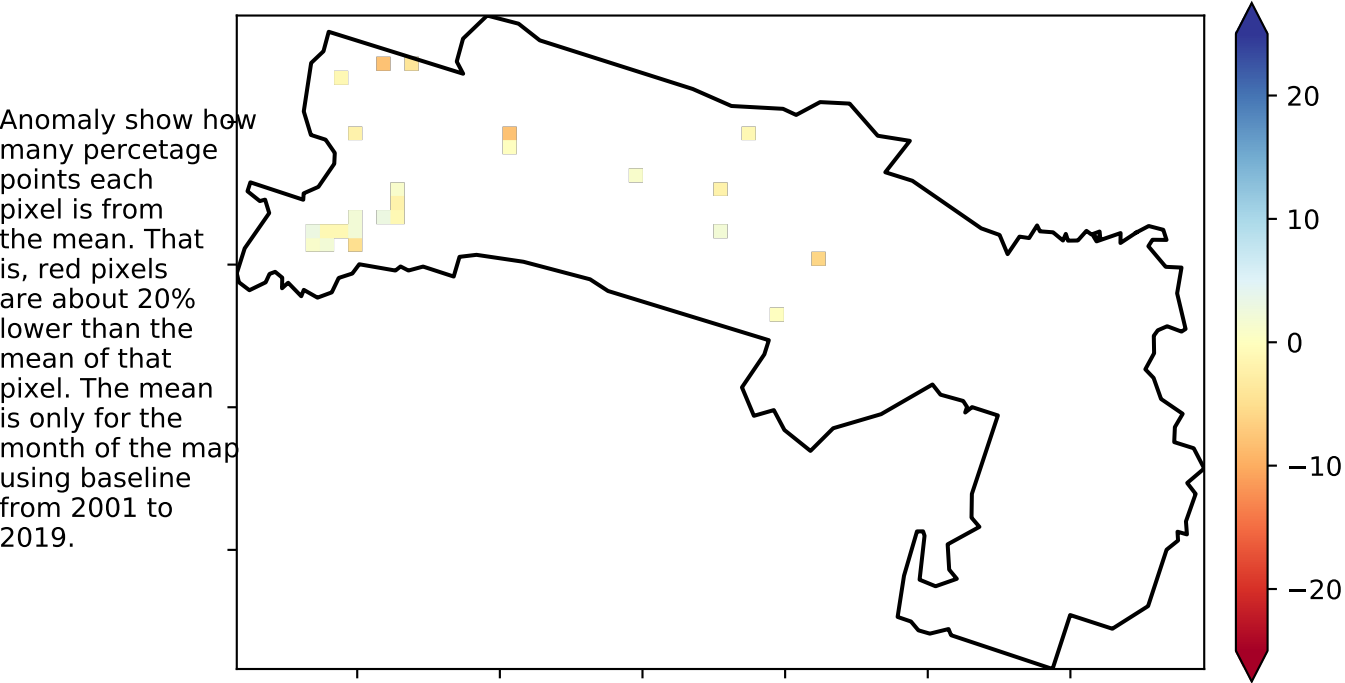 Anomaly show how
many percetage
points each
pixel is from
the mean. That
is, red pixels
are about 20%
lower than the
mean of that
pixel. The mean
is only for the
month of the map
using baseline
from 2001 to
2019.
20
10
0
−10
−20